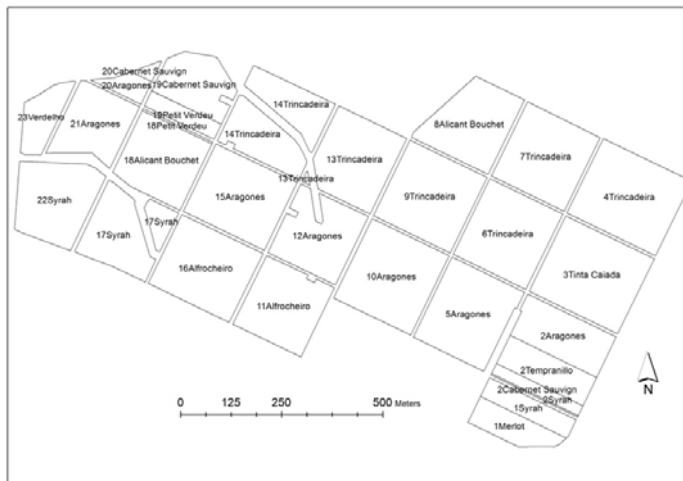 20Cabernet Sauvign
20Aragones
19Cabernet Sauvign
23Verdelho
21Aragones
19Petit Verdeu
18Petit Verdeu
14Trincadeira
14Trincadeira
8Alicant Bouchet
18Alicant Bouchet
13Trincadeira
7Trincadeira
13Trincadeira
22Syrah
17Syrah
17Syrah
15Aragones
9Trincadeira
4Trincadeira
12Aragones
6Trincadeira
16Alfrocheiro
10Aragones
3Tinta Caiada
11Alfrocheiro
5Aragones
2Aragones
2Tempranillo
2Cabernet Sauvign
2Syrah
1Syrah
1Merlot
0 125 250 500 Meters
N